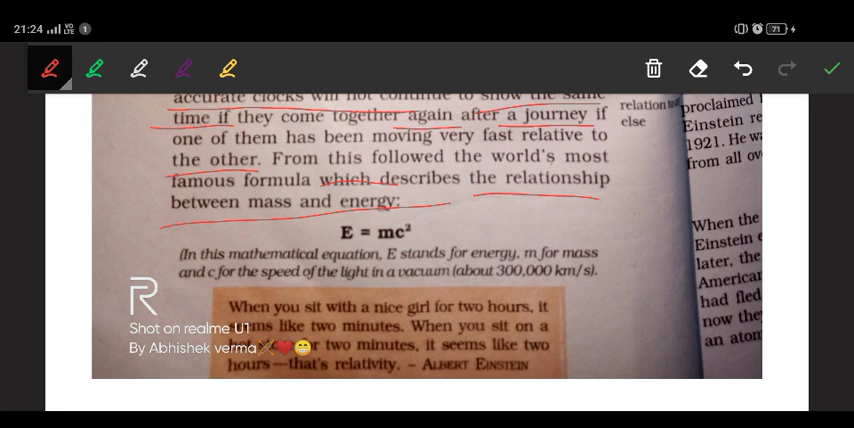 21:24
VO
LTE
1
71
accurate clocks will not continue to show the same
time if they come together again after a journey if
one of them has been moving very fast relative to
the other. From this followed the world's most
famous formula which describes the relationship
between mass and energy:
E = mc²
(In this mathematical equation, E stands for energy, m for mass
and c for the speed of the light in a vacuum (about 300,000 km/s).
When you sit with a nice girl for two hours, it
seems like two minutes. When you sit on a
for two minutes, it seems like two
hours—that's relativity. – ALBERT EINSTEIN
R
Shot on realme U1
By Abhishek verma
relation to
else
proclaimed
Einstein re
1921. He wa
from all ov
When the
Einstein
later, the
American
had fled
now the
an atom